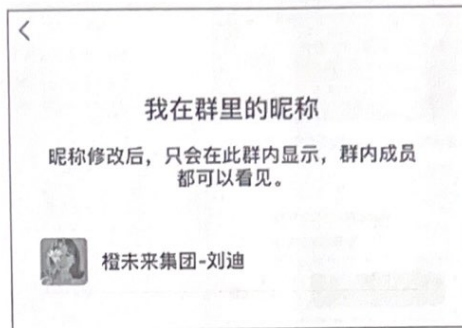 我在群里的昵称
昵称修改后，只会在此群内显示，群内成员
都可以看见。
橙未来集团-刘迪